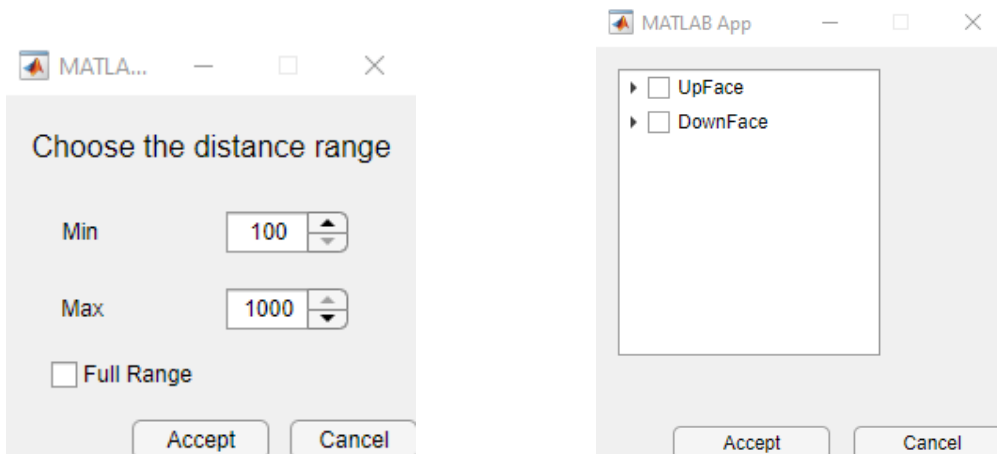 MATLA...
Choose the distance range
Min 100
Max 1000
Full Range
Accept Cancel
MATLAB App
UpFace
DownFace
Accept Cancel